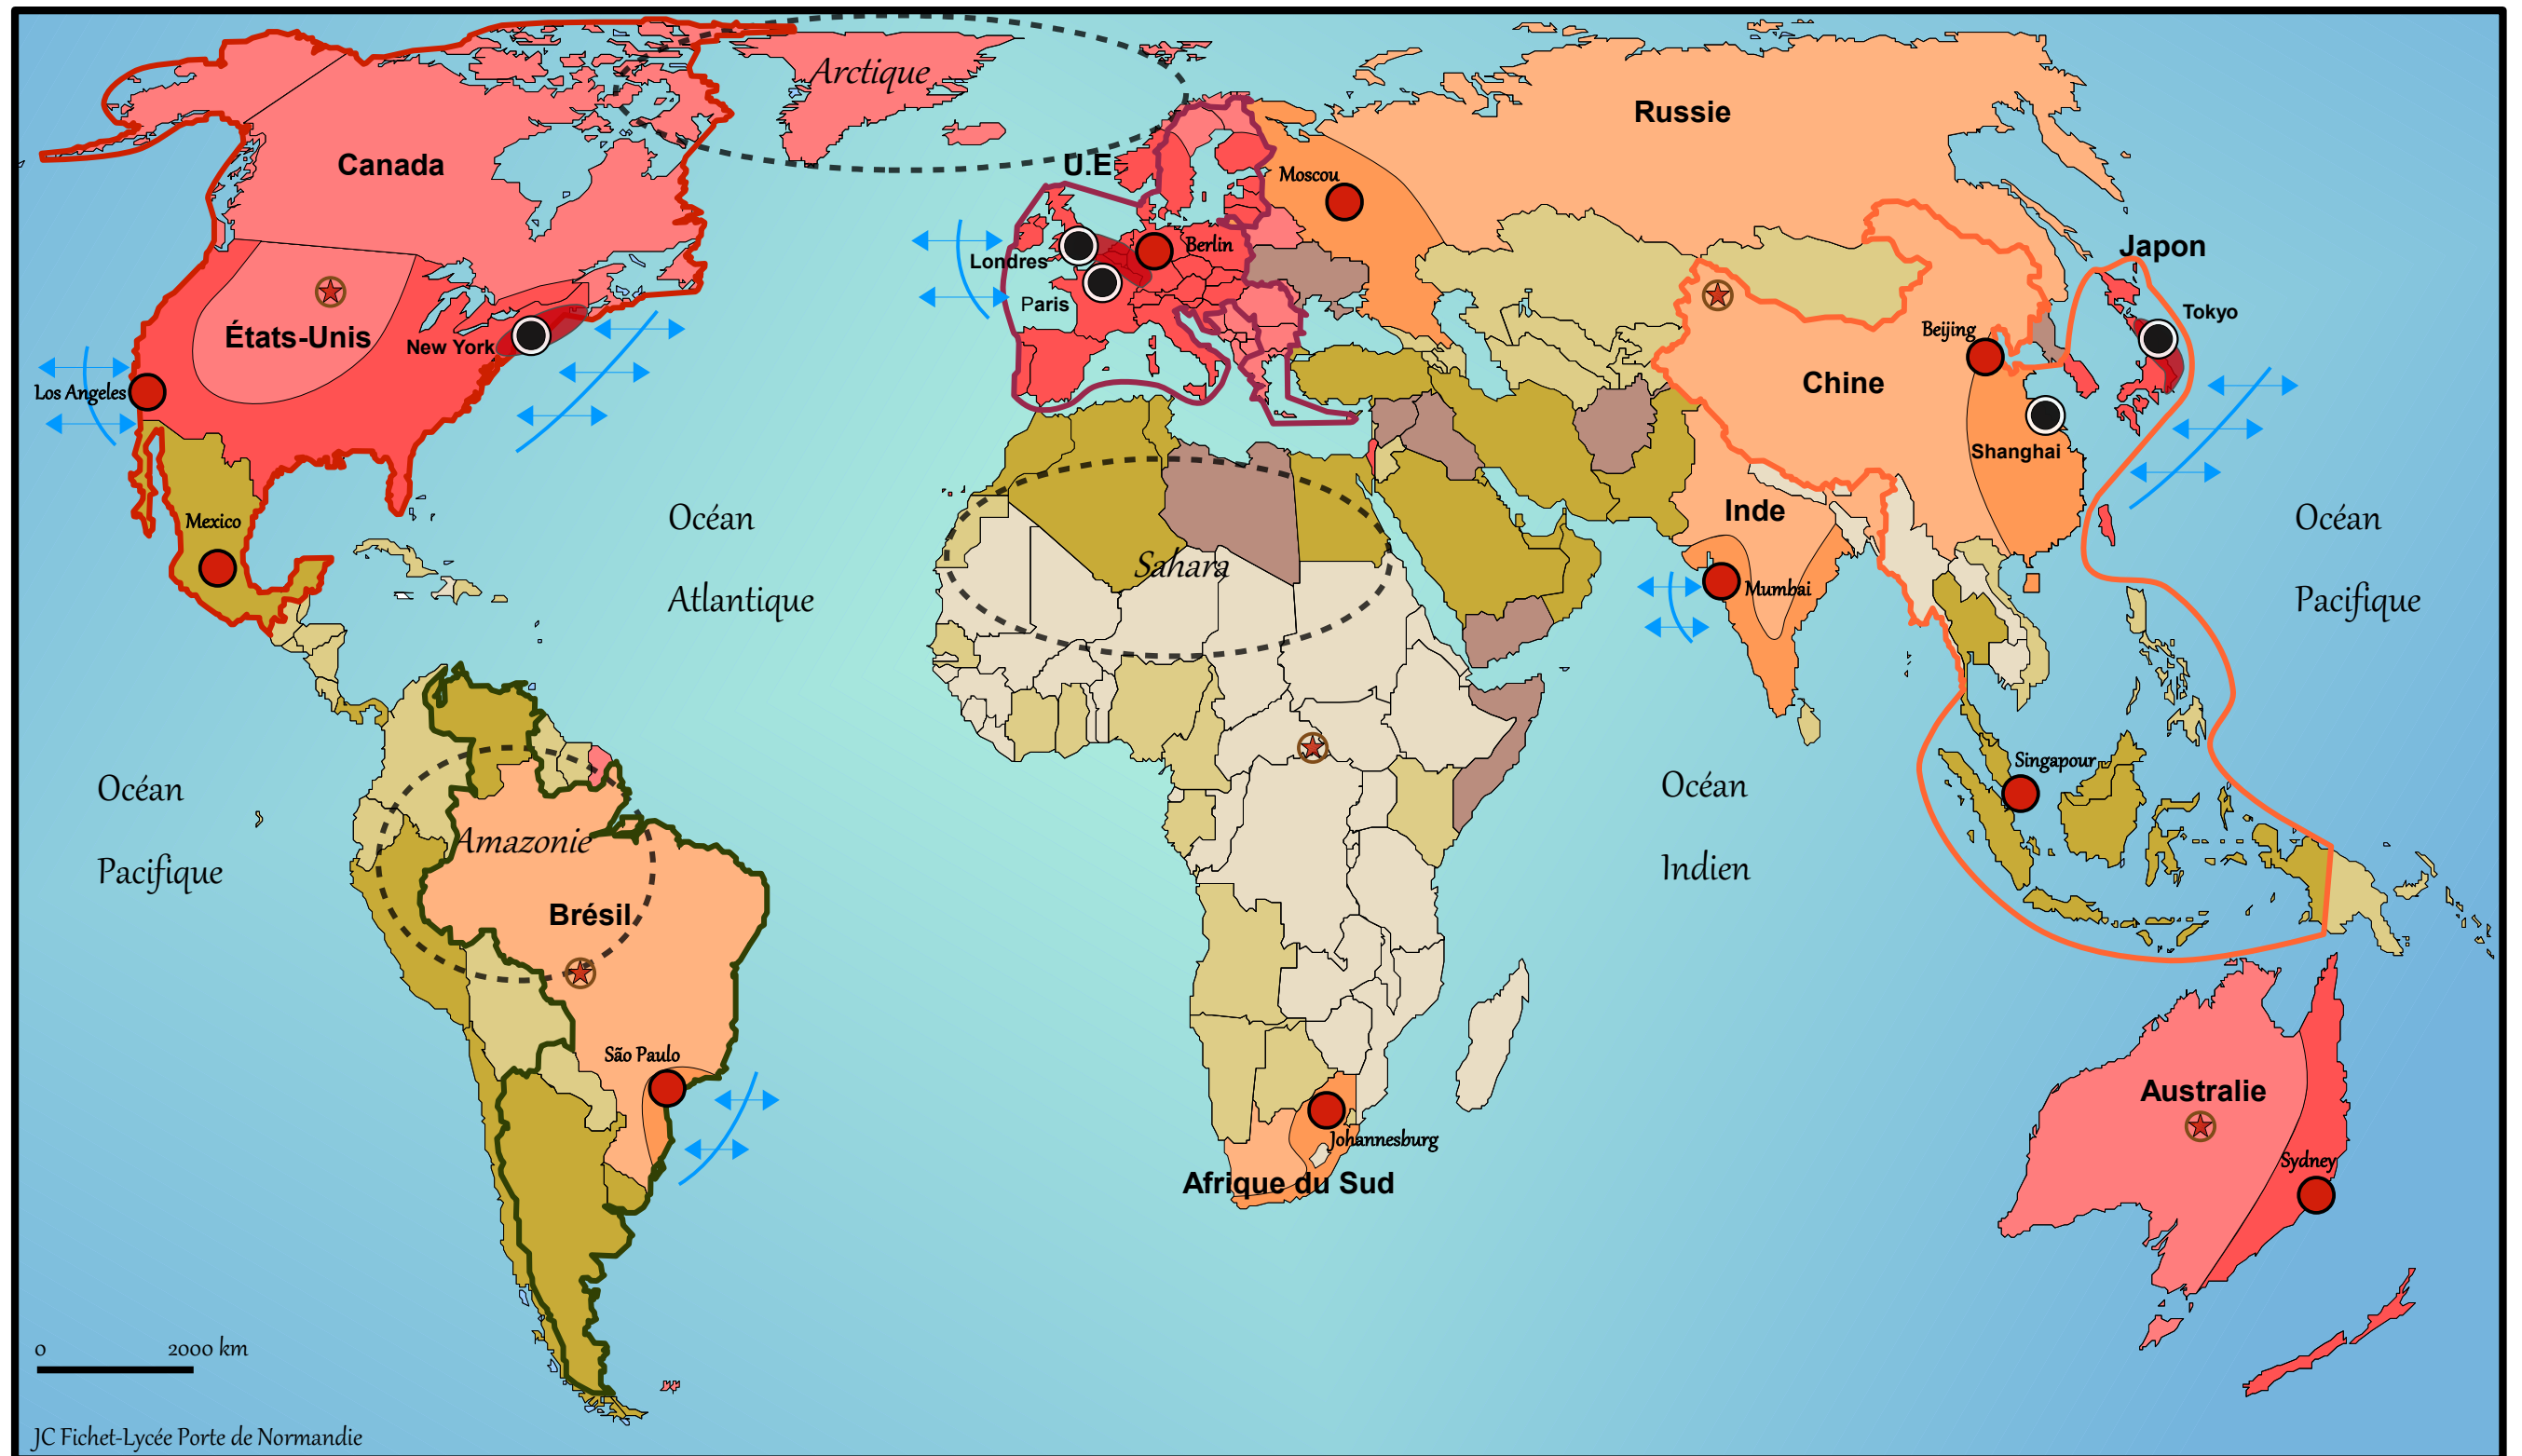 Arctique
Russie
Canada
U.E
Moscou
Berlin
Londres
Japon
Paris
Tokyo
États-Unis
New York
Beijing
Los Angeles
Chine
Shanghai
Mexico
Océan
Atlantique
Sahara
Inde
Mumbai
Océan
Pacifique
Singapour
Océan
Pacifique
Océan
Indien
Amazonie
Brésil
São Paulo
Johannesburg
Afrique du Sud
Australie
Sydney
0 2000 km
JC Fichet-Lycée Porte de Normandie